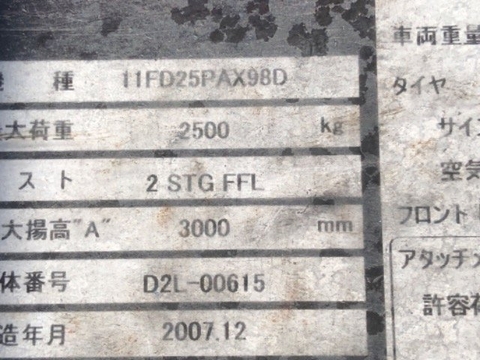 機 種 11FD25PAX98D
最大荷重 2500 kg
スト 2 STG FFL
大揚高"A" 3000 mm
体番号 D2L-00615
造年月 2007.12
車両重量
タイヤ
サイ
空気
フロント
アタッチメ
許容荷